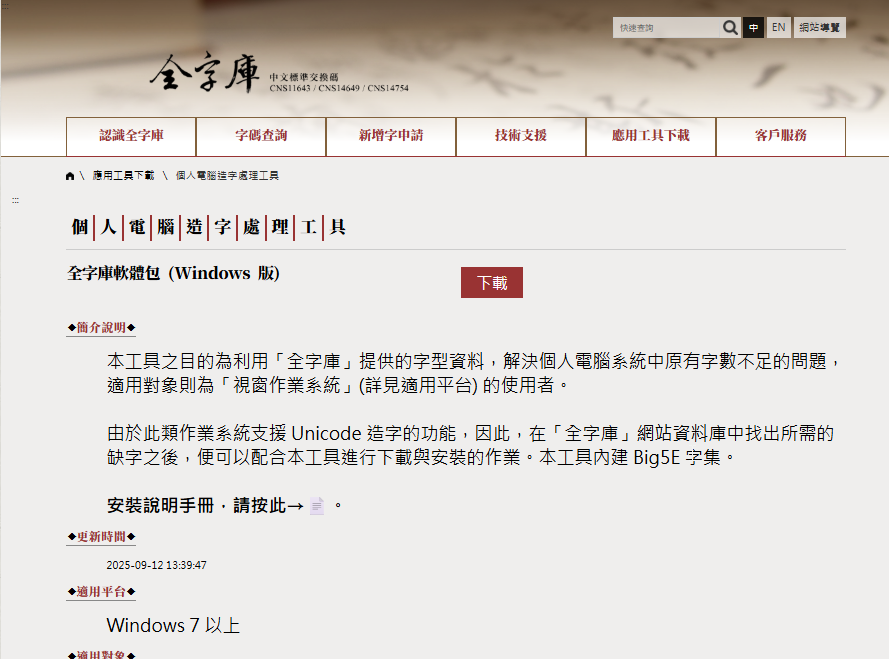 :::
快速查詢
中
EN
網站導覽
全字庫
中文標準交換碼
CNS11643 / CNS14649 / CNS14754
認識全字庫
字碼查詢
新增字申請
技術支援
應用工具下載
客戶服務
\ 應用工具下載 \ 個人電腦造字處理工具
:::
個人電腦造字處理工具
全字庫軟體包 (Windows 版)
下載
◆簡介說明◆
本工具之目的為利用「全字庫」提供的字型資料，解決個人電腦系統中原有字數不足的問題，
適用對象則為「視窗作業系統」(詳見適用平台) 的使用者。
由於此類作業系統支援 Unicode 造字的功能，因此，在「全字庫」網站資料庫中找出所需的
缺字之後，便可以配合本工具進行下載與安裝的作業。本工具內建 Big5E 字集。
安裝說明手冊，請按此→ 。
◆更新時間◆
2025-09-12 13:39:47
◆適用平台◆
Windows 7 以上
◆適用對象◆